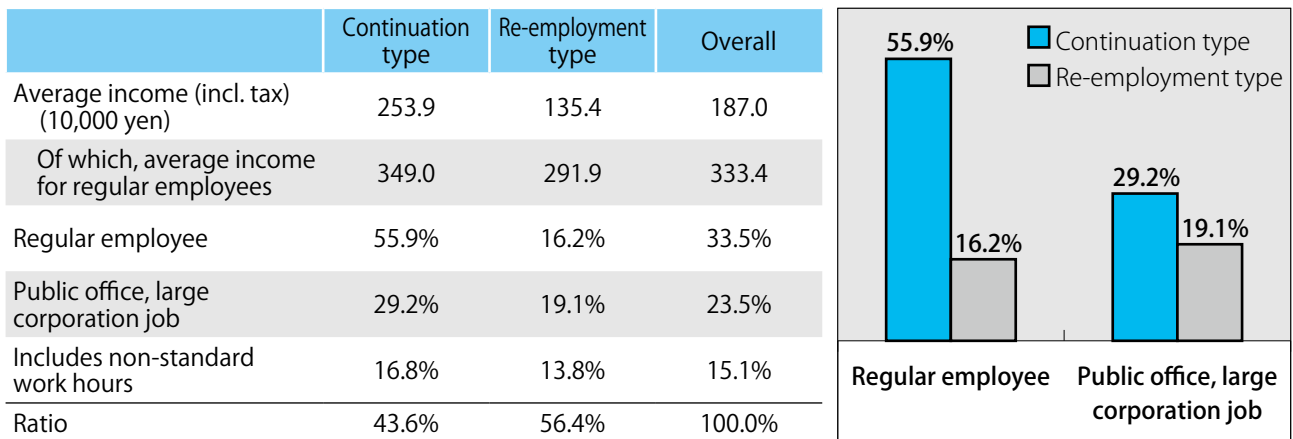 Continuation type Re-employment type Overall
Average income (incl. tax) (10,000 yen) 253.9 135.4 187.0
Of which, average income for regular employees 349.0 291.9 333.4
Regular employee 55.9% 16.2% 33.5%
Public office, large corporation job 29.2% 19.1% 23.5%
Includes non-standard work hours 16.8% 13.8% 15.1%
Ratio 43.6% 56.4% 100.0%
55.9%
Continuation type
Re-employment type
29.2%
16.2%
19.1%
Regular employee
Public office, large
corporation job